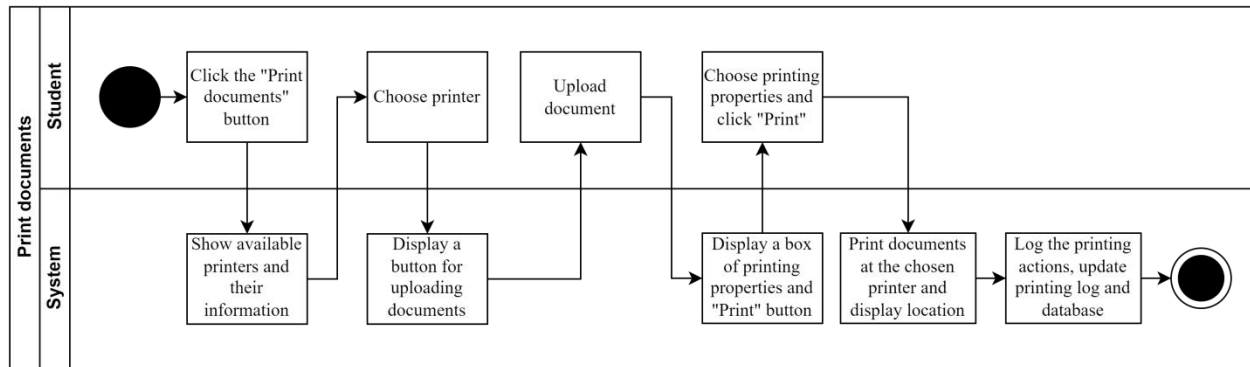 Print documents
Student
Click the "Print
documents"
button
Choose printer
Upload
document
Choose printing
properties and
click "Print"
System
Show available
printers and
their
information
Display a
button for
uploading
documents
Display a box
of printing
properties and
"Print" button
Print documents
at the chosen
printer and
display location
Log the printing
actions, update
printing log and
database